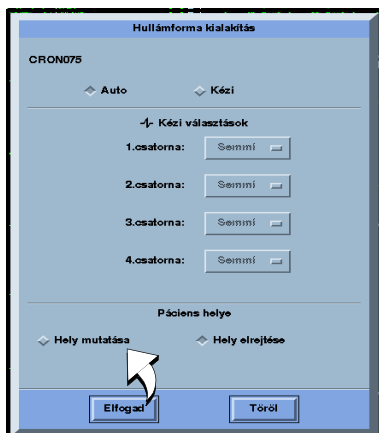 Hullámforma kialakítás
CRON075
Auto Kézi
Kézi választások
1.csatorna: Semmi
2.csatorna: Semmi
3.csatorna: Semmi
4.csatorna: Semmi
Páciens helye
Hely mutatása Hely elrejtése
Elfogad Töröl